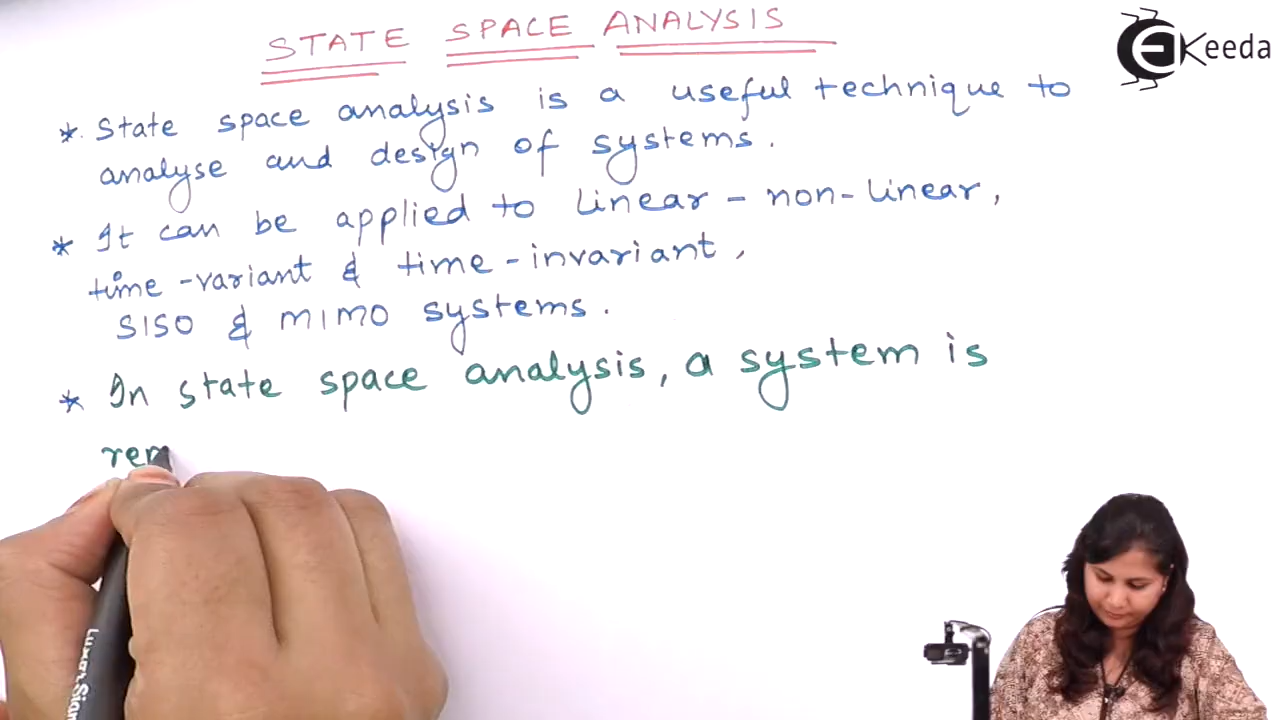 STATE SPACE ANALYSIS
EKeeda
* State space analysis is a useful technique to
analyse and design of systems.
* It can be applied to Linear - non-Linear,
time-variant & time-invariant,
SISO & MIMO systems.
* In state space analysis, a system is
Luxor